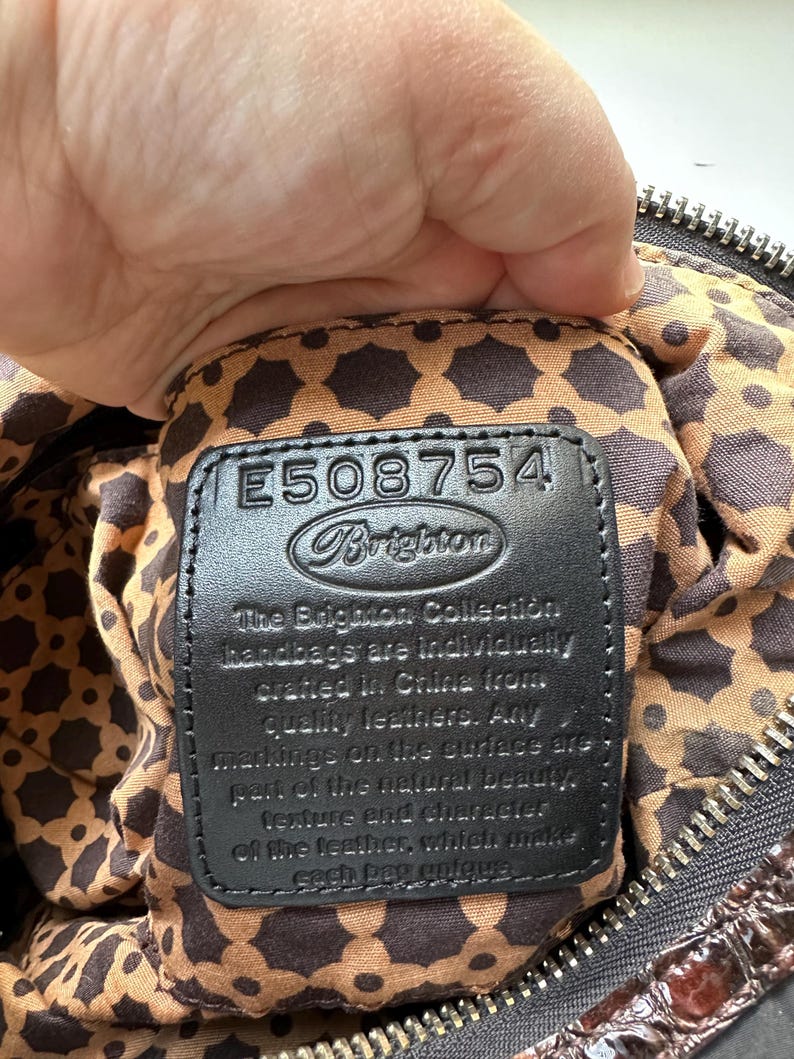 E508754
Brighton
The Brighton Collection
handbags are individually
crafted in China from
quality leathers. Any
markings on the surface are
part of the natural beauty,
texture and character
of the leather, which make
each bag unique